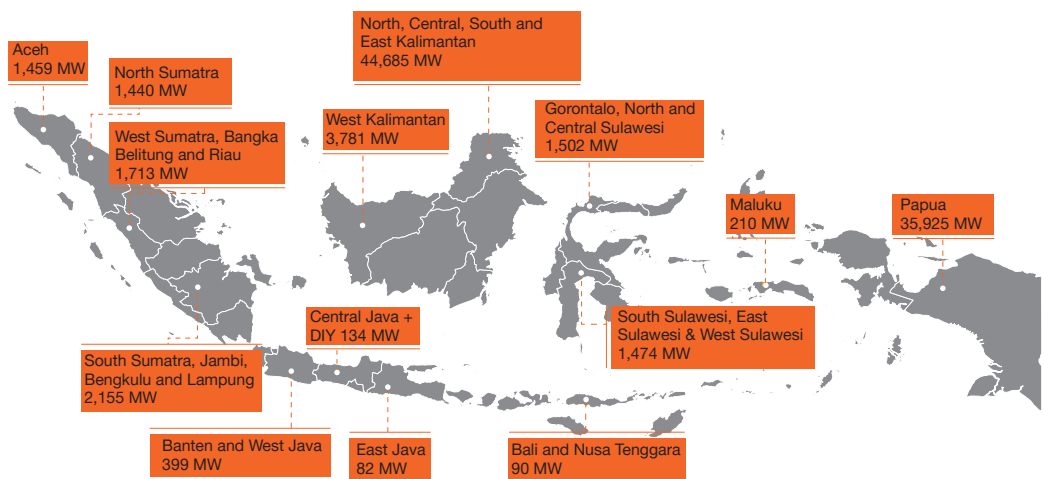 Aceh
1,459 MW
North Sumatra
1,440 MW
West Sumatra, Bangka
Belitung and Riau
1,713 MW
North, Central, South and
East Kalimantan
44,685 MW
West Kalimantan
3,781 MW
Gorontalo, North and
Central Sulawesi
1,502 MW
Maluku
210 MW
Papua
35,925 MW
Central Java +
DIY 134 MW
South Sulawesi, East
Sulawesi & West Sulawesi
1,474 MW
South Sumatra, Jambi,
Bengkulu and Lampung
2,155 MW
Banten and West Java
399 MW
East Java
82 MW
Bali and Nusa Tenggara
90 MW